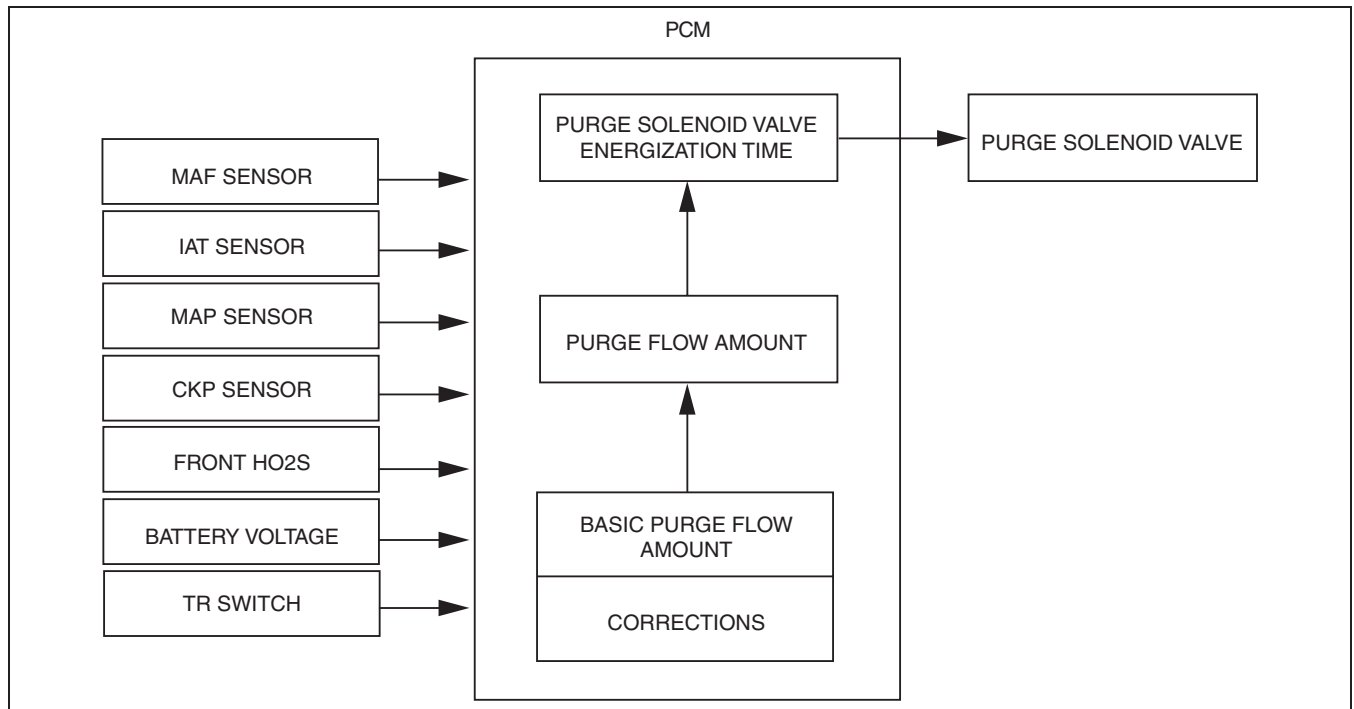 PCM
MAF SENSOR
IAT SENSOR
MAP SENSOR
CKP SENSOR
FRONT HO2S
BATTERY VOLTAGE
TR SWITCH
PURGE SOLENOID VALVE
ENERGIZATION TIME
PURGE FLOW AMOUNT
BASIC PURGE FLOW
AMOUNT
CORRECTIONS
PURGE SOLENOID VALVE